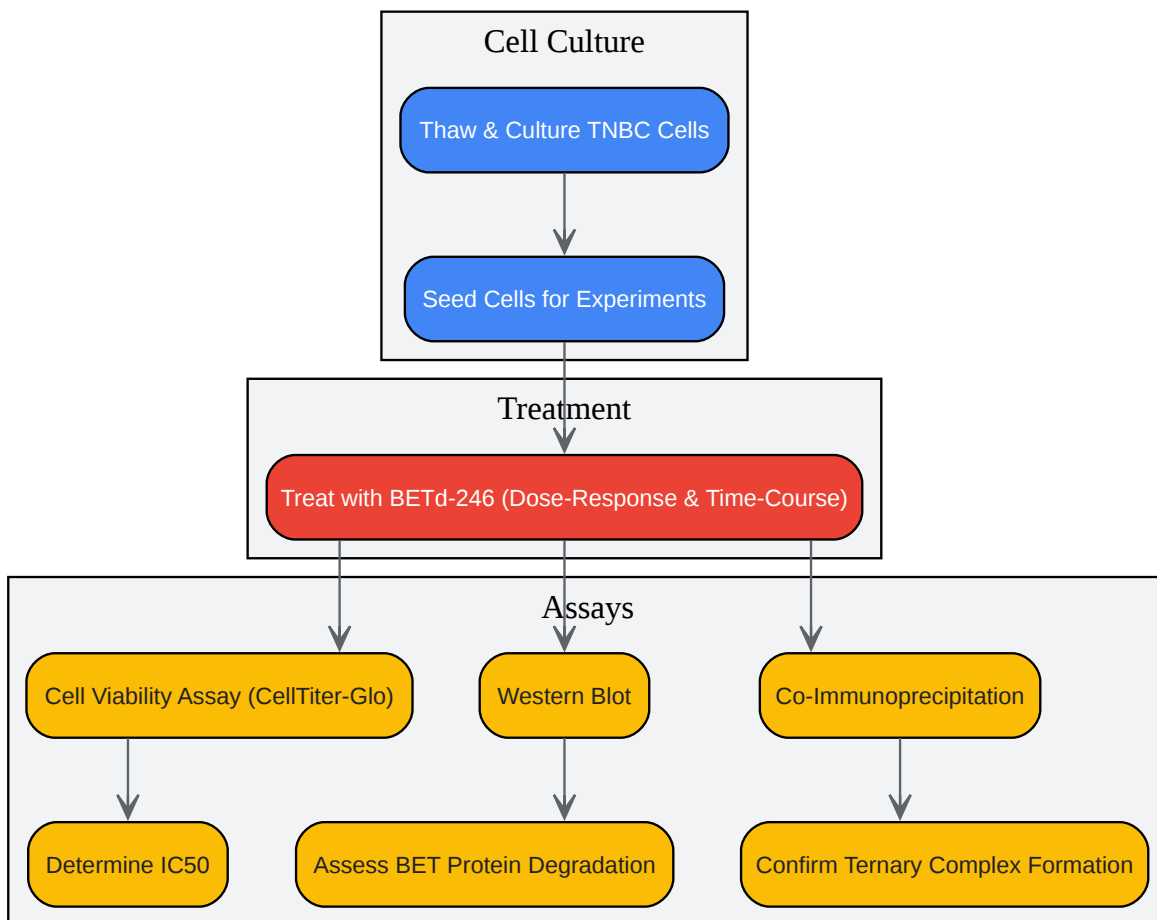 Cell Culture
Thaw & Culture TNBC Cells
Seed Cells for Experiments
Treatment
Treat with BETd-246 (Dose-Response & Time-Course)
Assays
Cell Viability Assay (CellTiter-Glo)
Western Blot
Co-Immunoprecipitation
Determine IC50
Assess BET Protein Degradation
Confirm Ternary Complex Formation